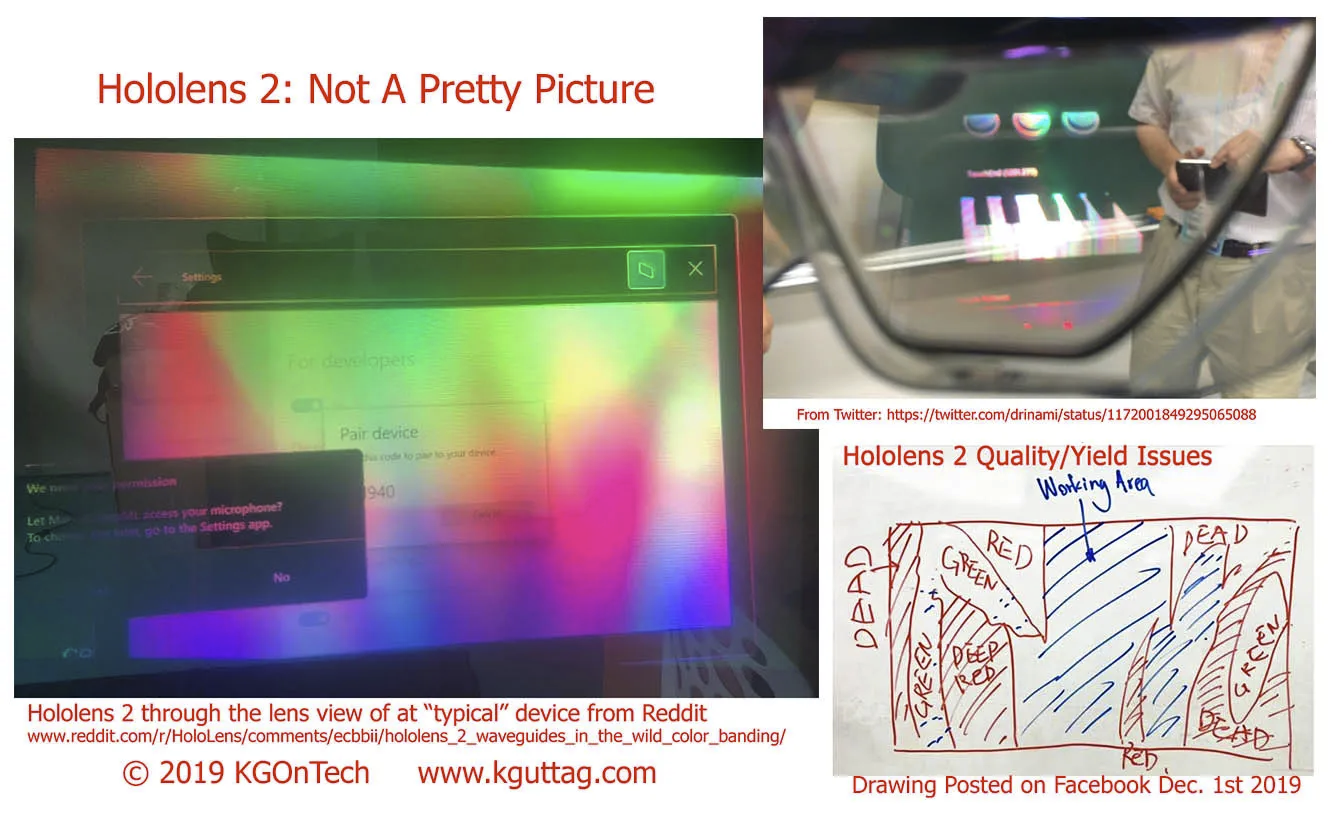 Hololens 2: Not A Pretty Picture
Settings
For developers
Pair device
this code to pair to your device
940
We need your permission
Let M access your microphone?
To ch go to the Settings app.
No
Hololens 2 through the lens view of at “typical” device from Reddit
www.reddit.com/r/HoloLens/comments/ecbbii/hololens_2_waveguides_in_the_wild_color_banding/
© 2019 KGOnTech www.kguttag.com
From Twitter: https://twitter.com/drinami/status/1172001849295065088
Hololens 2 Quality/Yield Issues
Working Area
DEAD
RED
GREEN
DEAD
GREEN
DEEP
RED
GREEN
DEAD
RED
Drawing Posted on Facebook Dec. 1st 2019